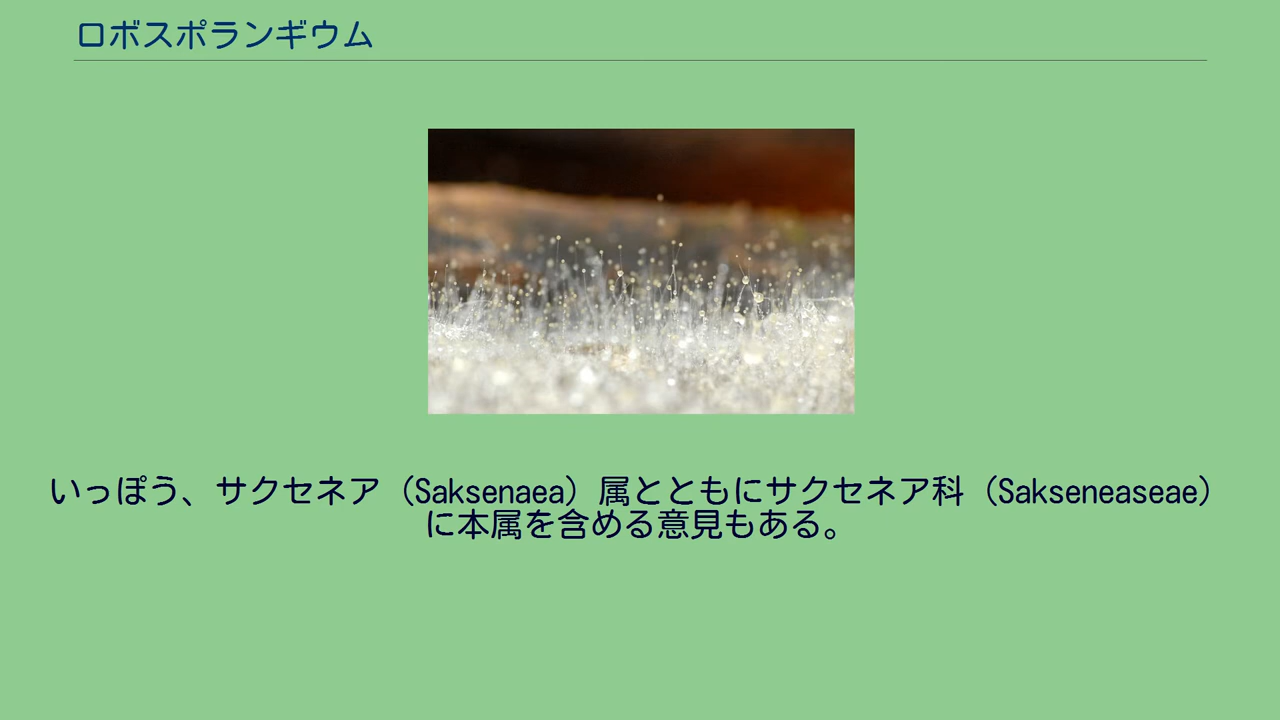 ロボスポランギウム
いっぽう、サクセネア（Saksenaea）属とともにサクセネア科（Sakseneaseae）
に本属を含める意見もある。